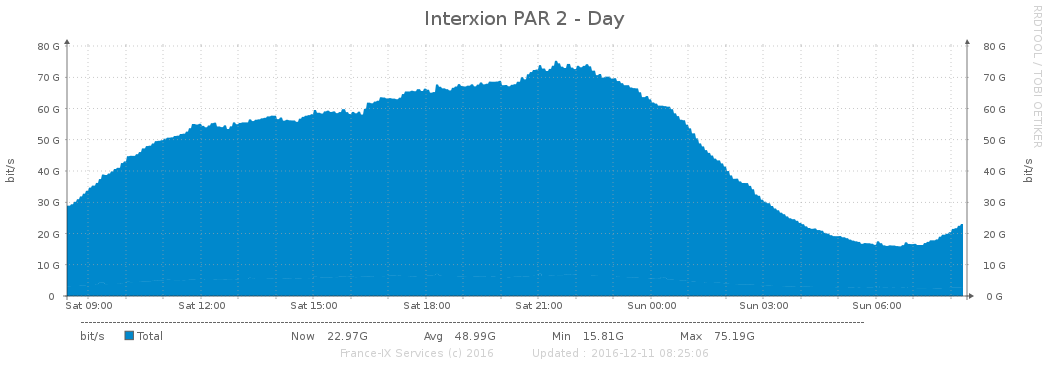 Interxion PAR 2 - Day
RRDTOOL / TOBI OETIKER
bit/s
80 G 80 G
70 G 70 G
60 G 60 G
50 G 50 G
40 G 40 G
30 G 30 G
20 G 20 G
10 G 10 G
0 0 G
bit/s
Sat 09:00 Sat 12:00 Sat 15:00 Sat 18:00 Sat 21:00 Sun 00:00 Sun 03:00 Sun 06:00
bit/s Total Now 22.97G Avg 48.99G Min 15.81G Max 75.19G
France-IX Services (c) 2016 Updated : 2016-12-11 08:25:06